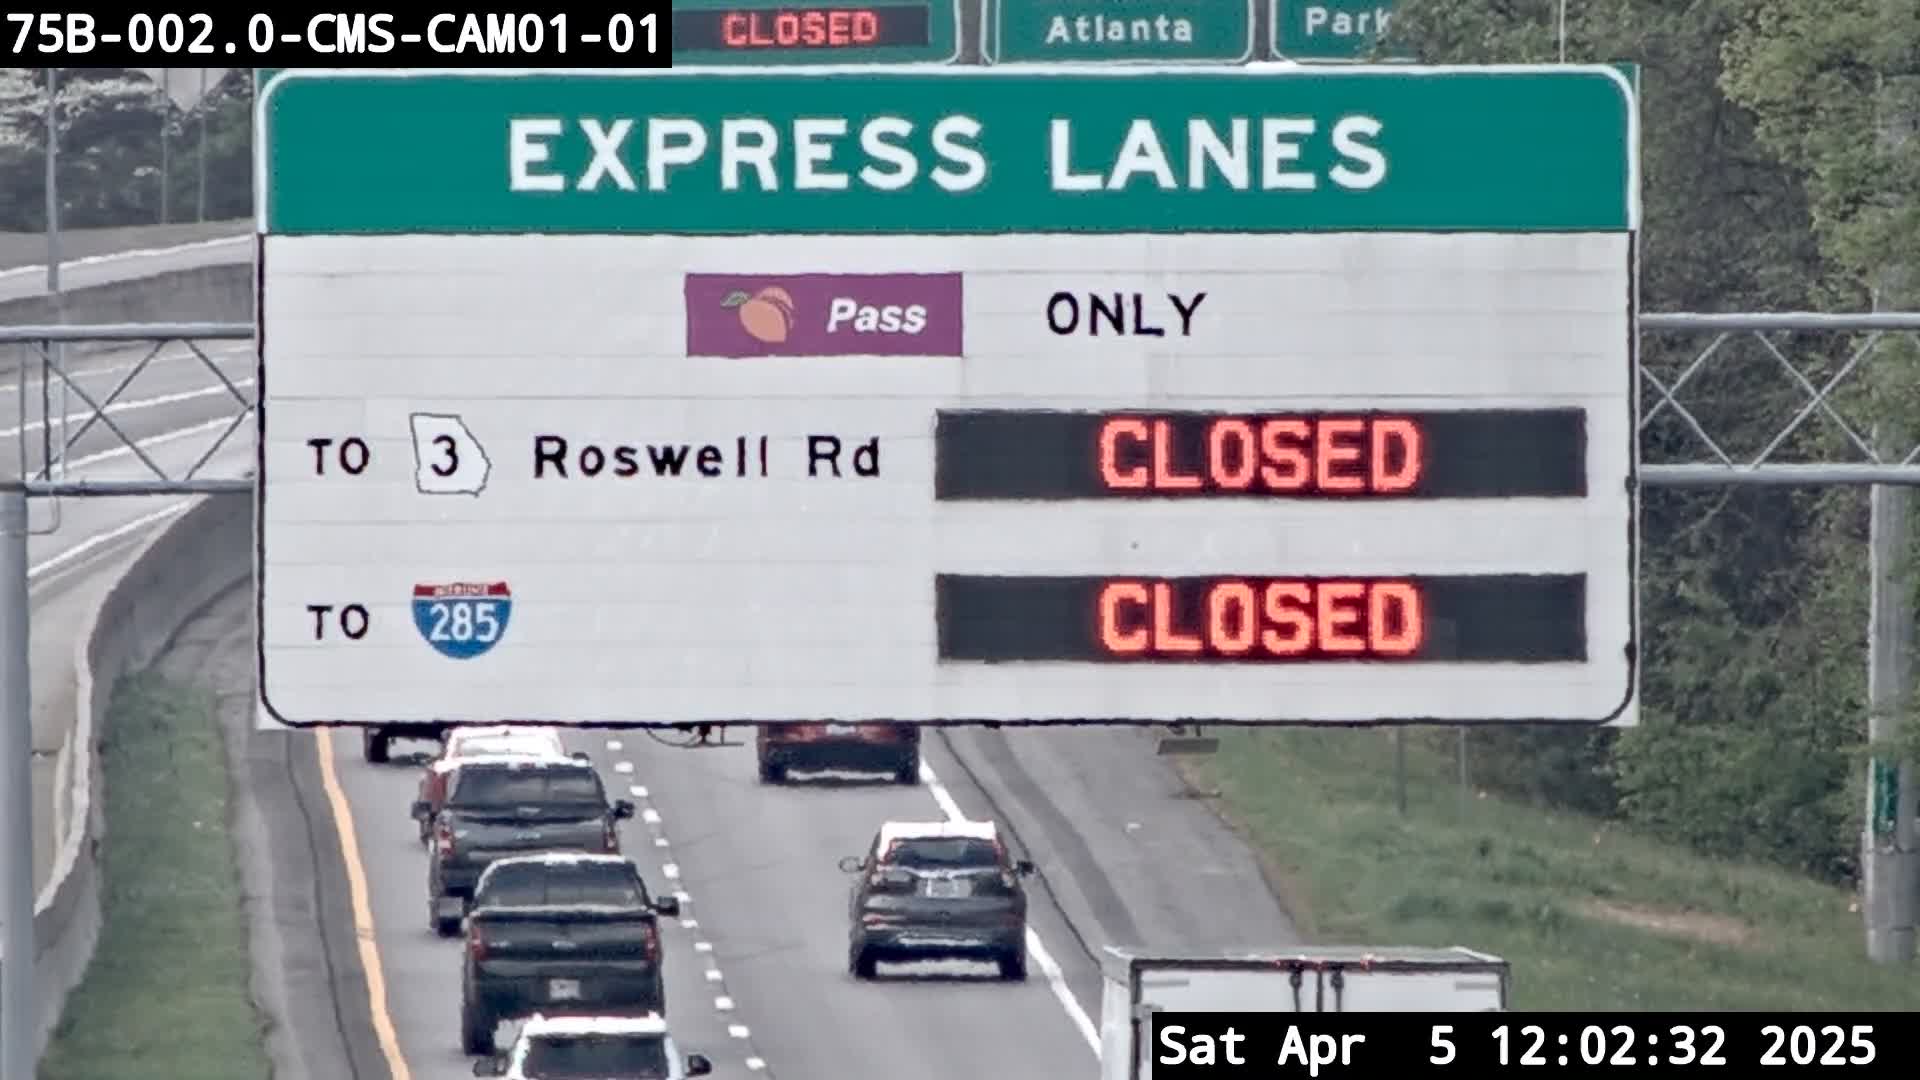 75B-002.0-CMS-CAM01-01
CLOSED
Atlanta
Park
EXPRESS LANES
Pass ONLY
TO 3 Roswell Rd CLOSED
TO INTERSTATE 285 CLOSED
Sat Apr 5 12:02:32 2025